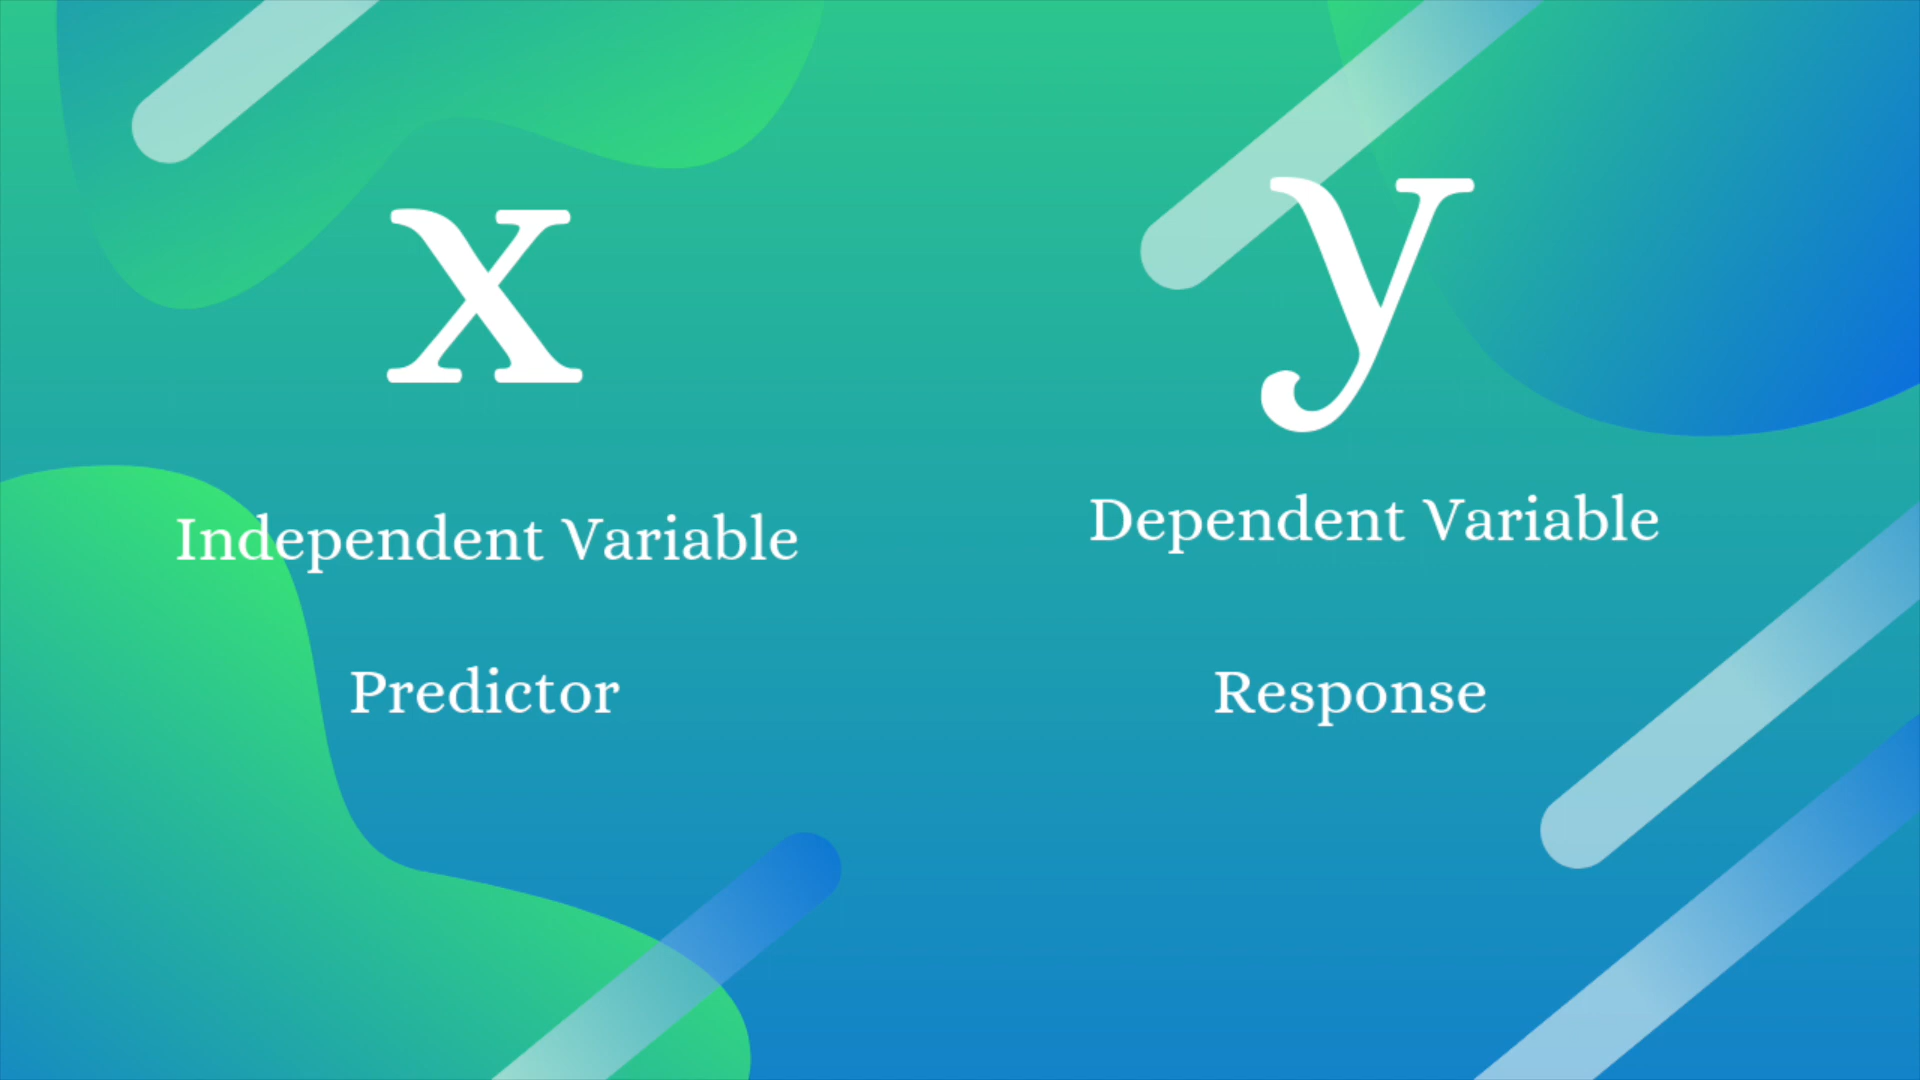 x
Independent Variable
Predictor
y
Dependent Variable
Response